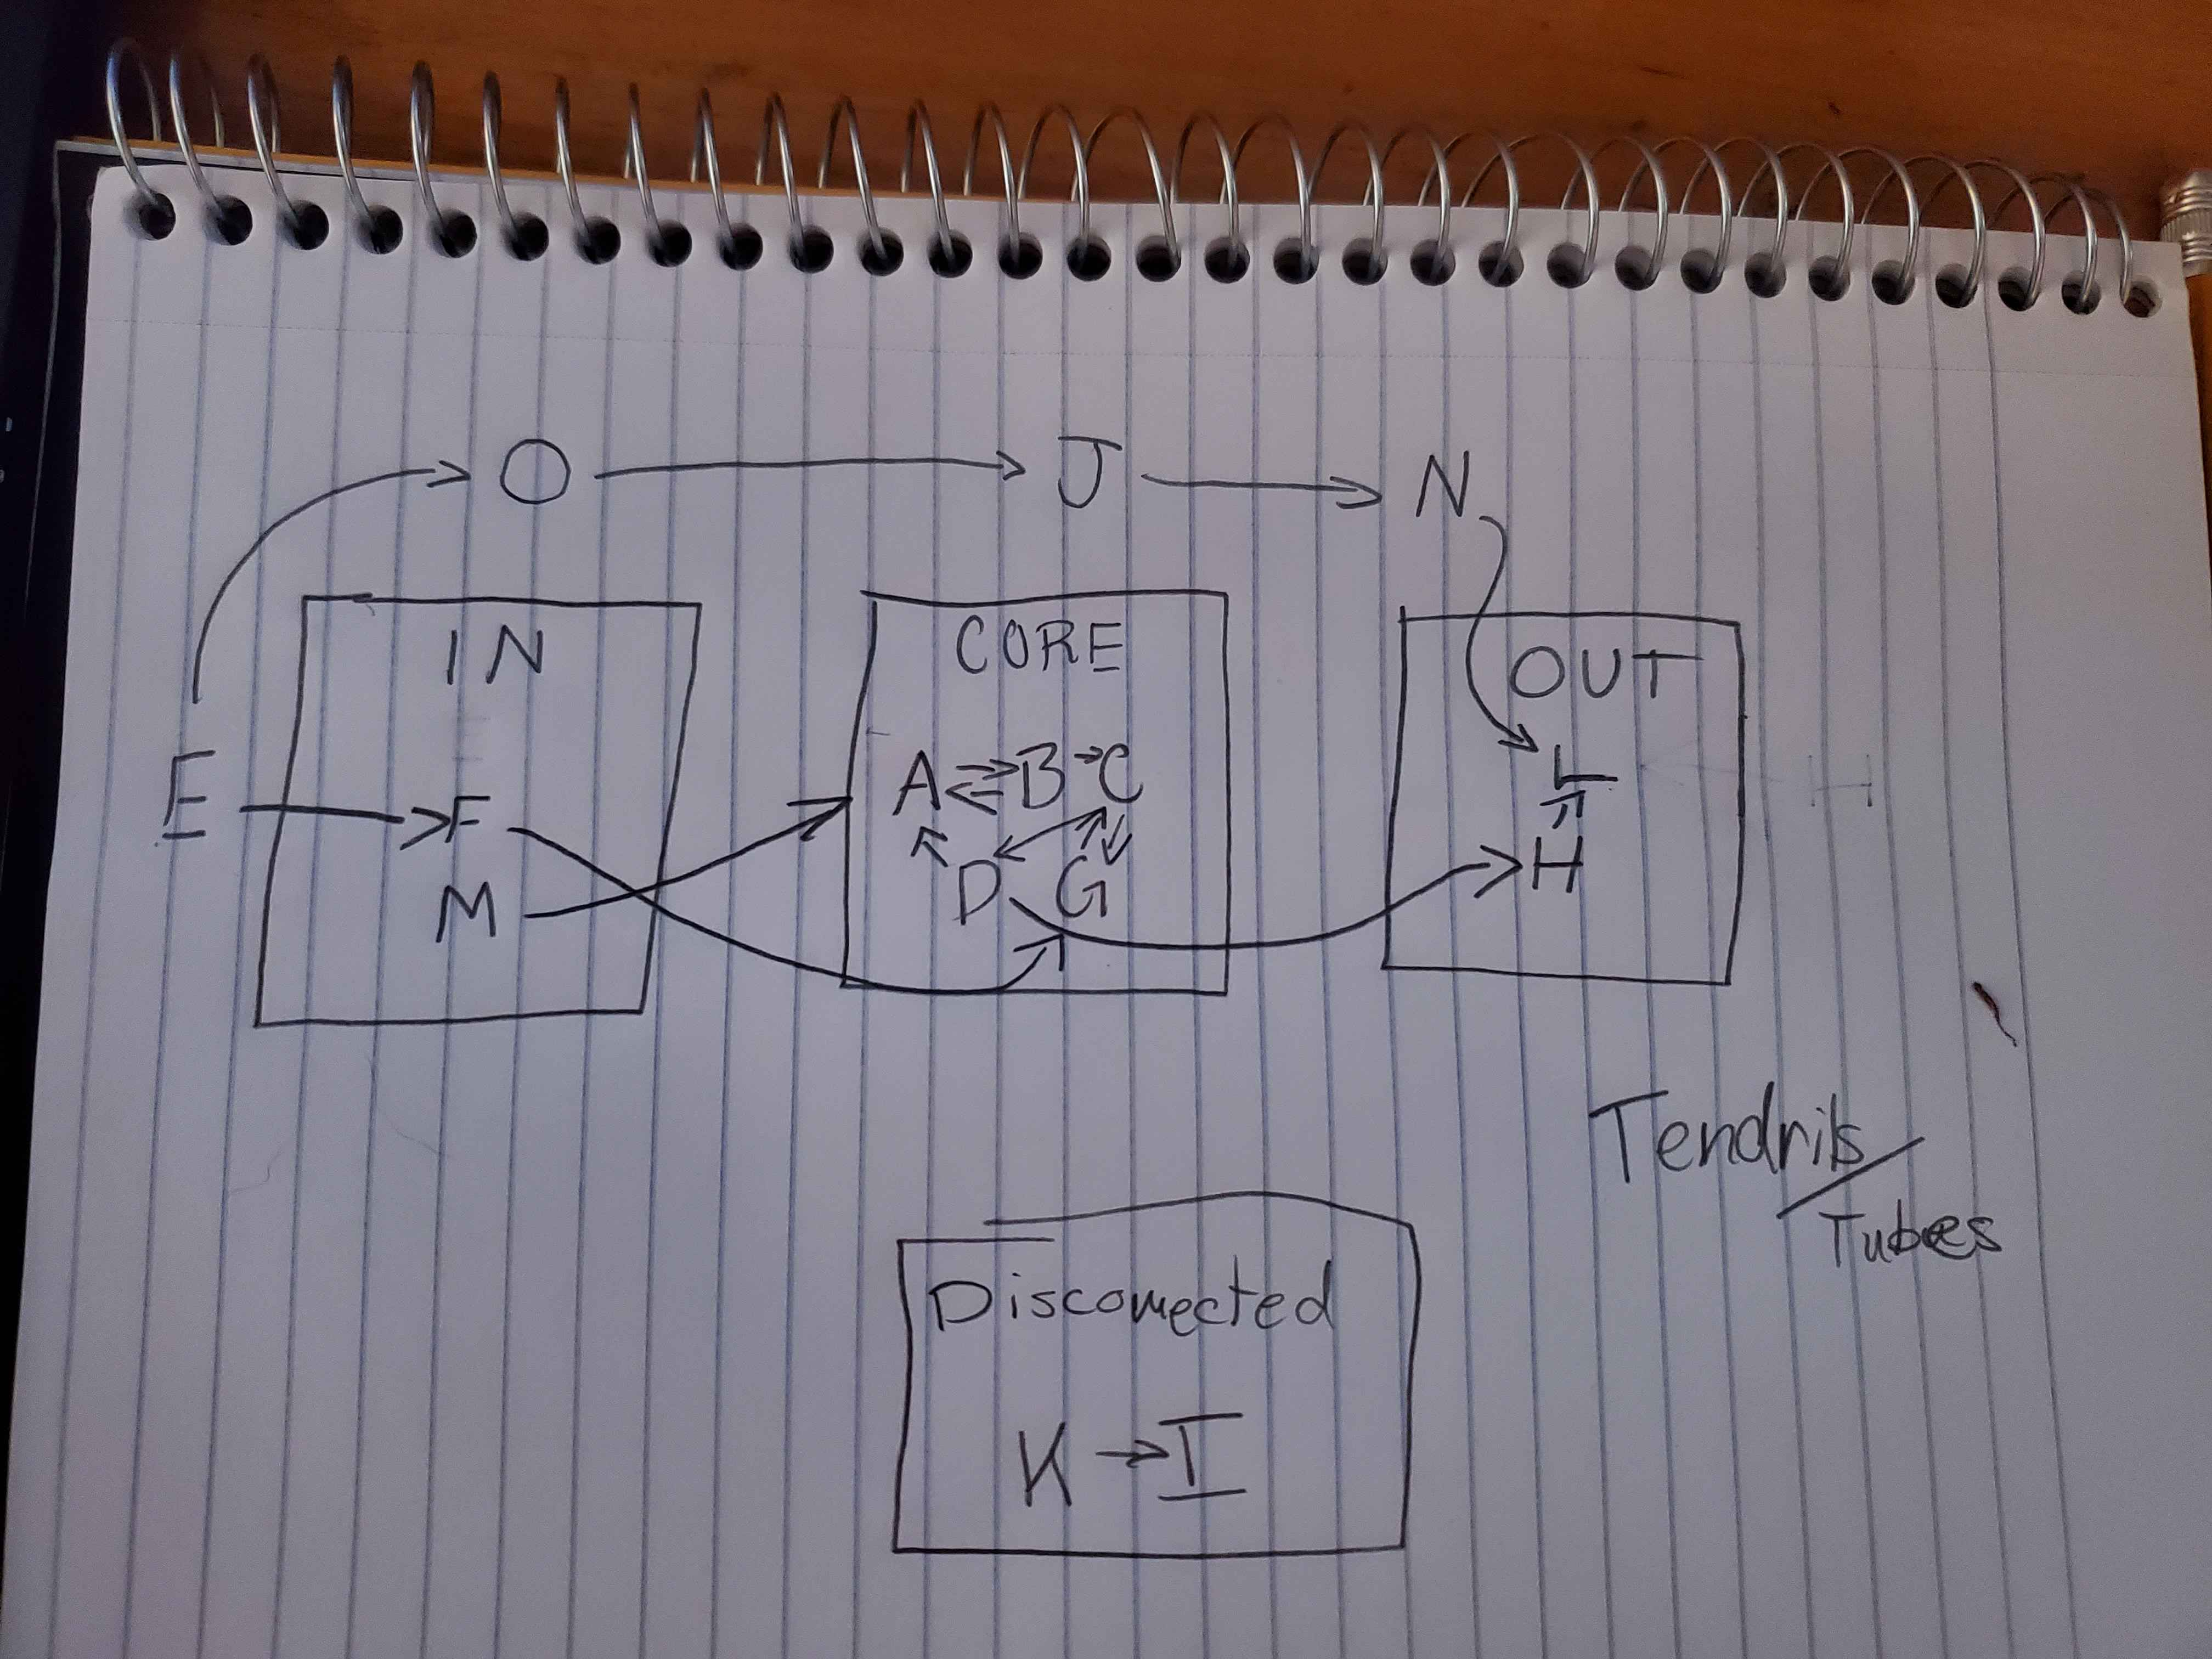 O → J → N
IN
CORE
OUT
A ⇄ B → C
L
E → F
H
M
D G
H
Tendrils/
Tubes
Disconnected
K → I